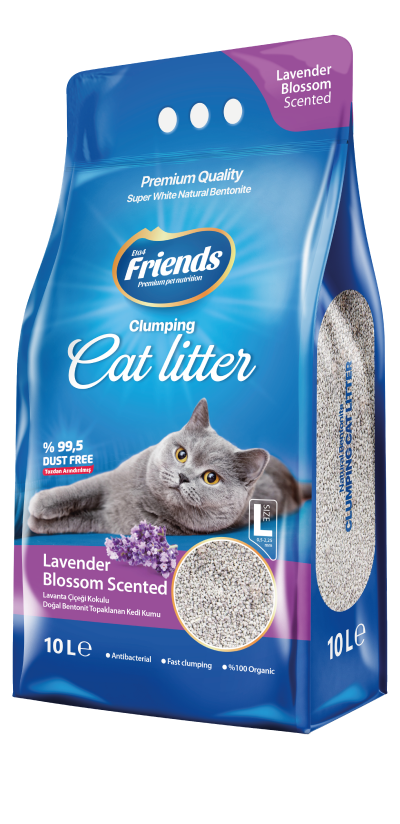 Lavender
Blossom
Scented
Premium Quality
Super White Natural Bentonite
Friends
Premium pet nutrition
Clumping
Cat litter
% 99,5
DUST FREE
Tozdan Arındırılmış
L SIZE
Lavender
Blossom Scented
Lavanta Çiçeği Kokulu
Doğal Bentonit Topaklanan Kedi Kumu
10 L e
• Antibacterial • Fast clumping • %100 Organic
CLUMPING CAT LITTER
10 L e